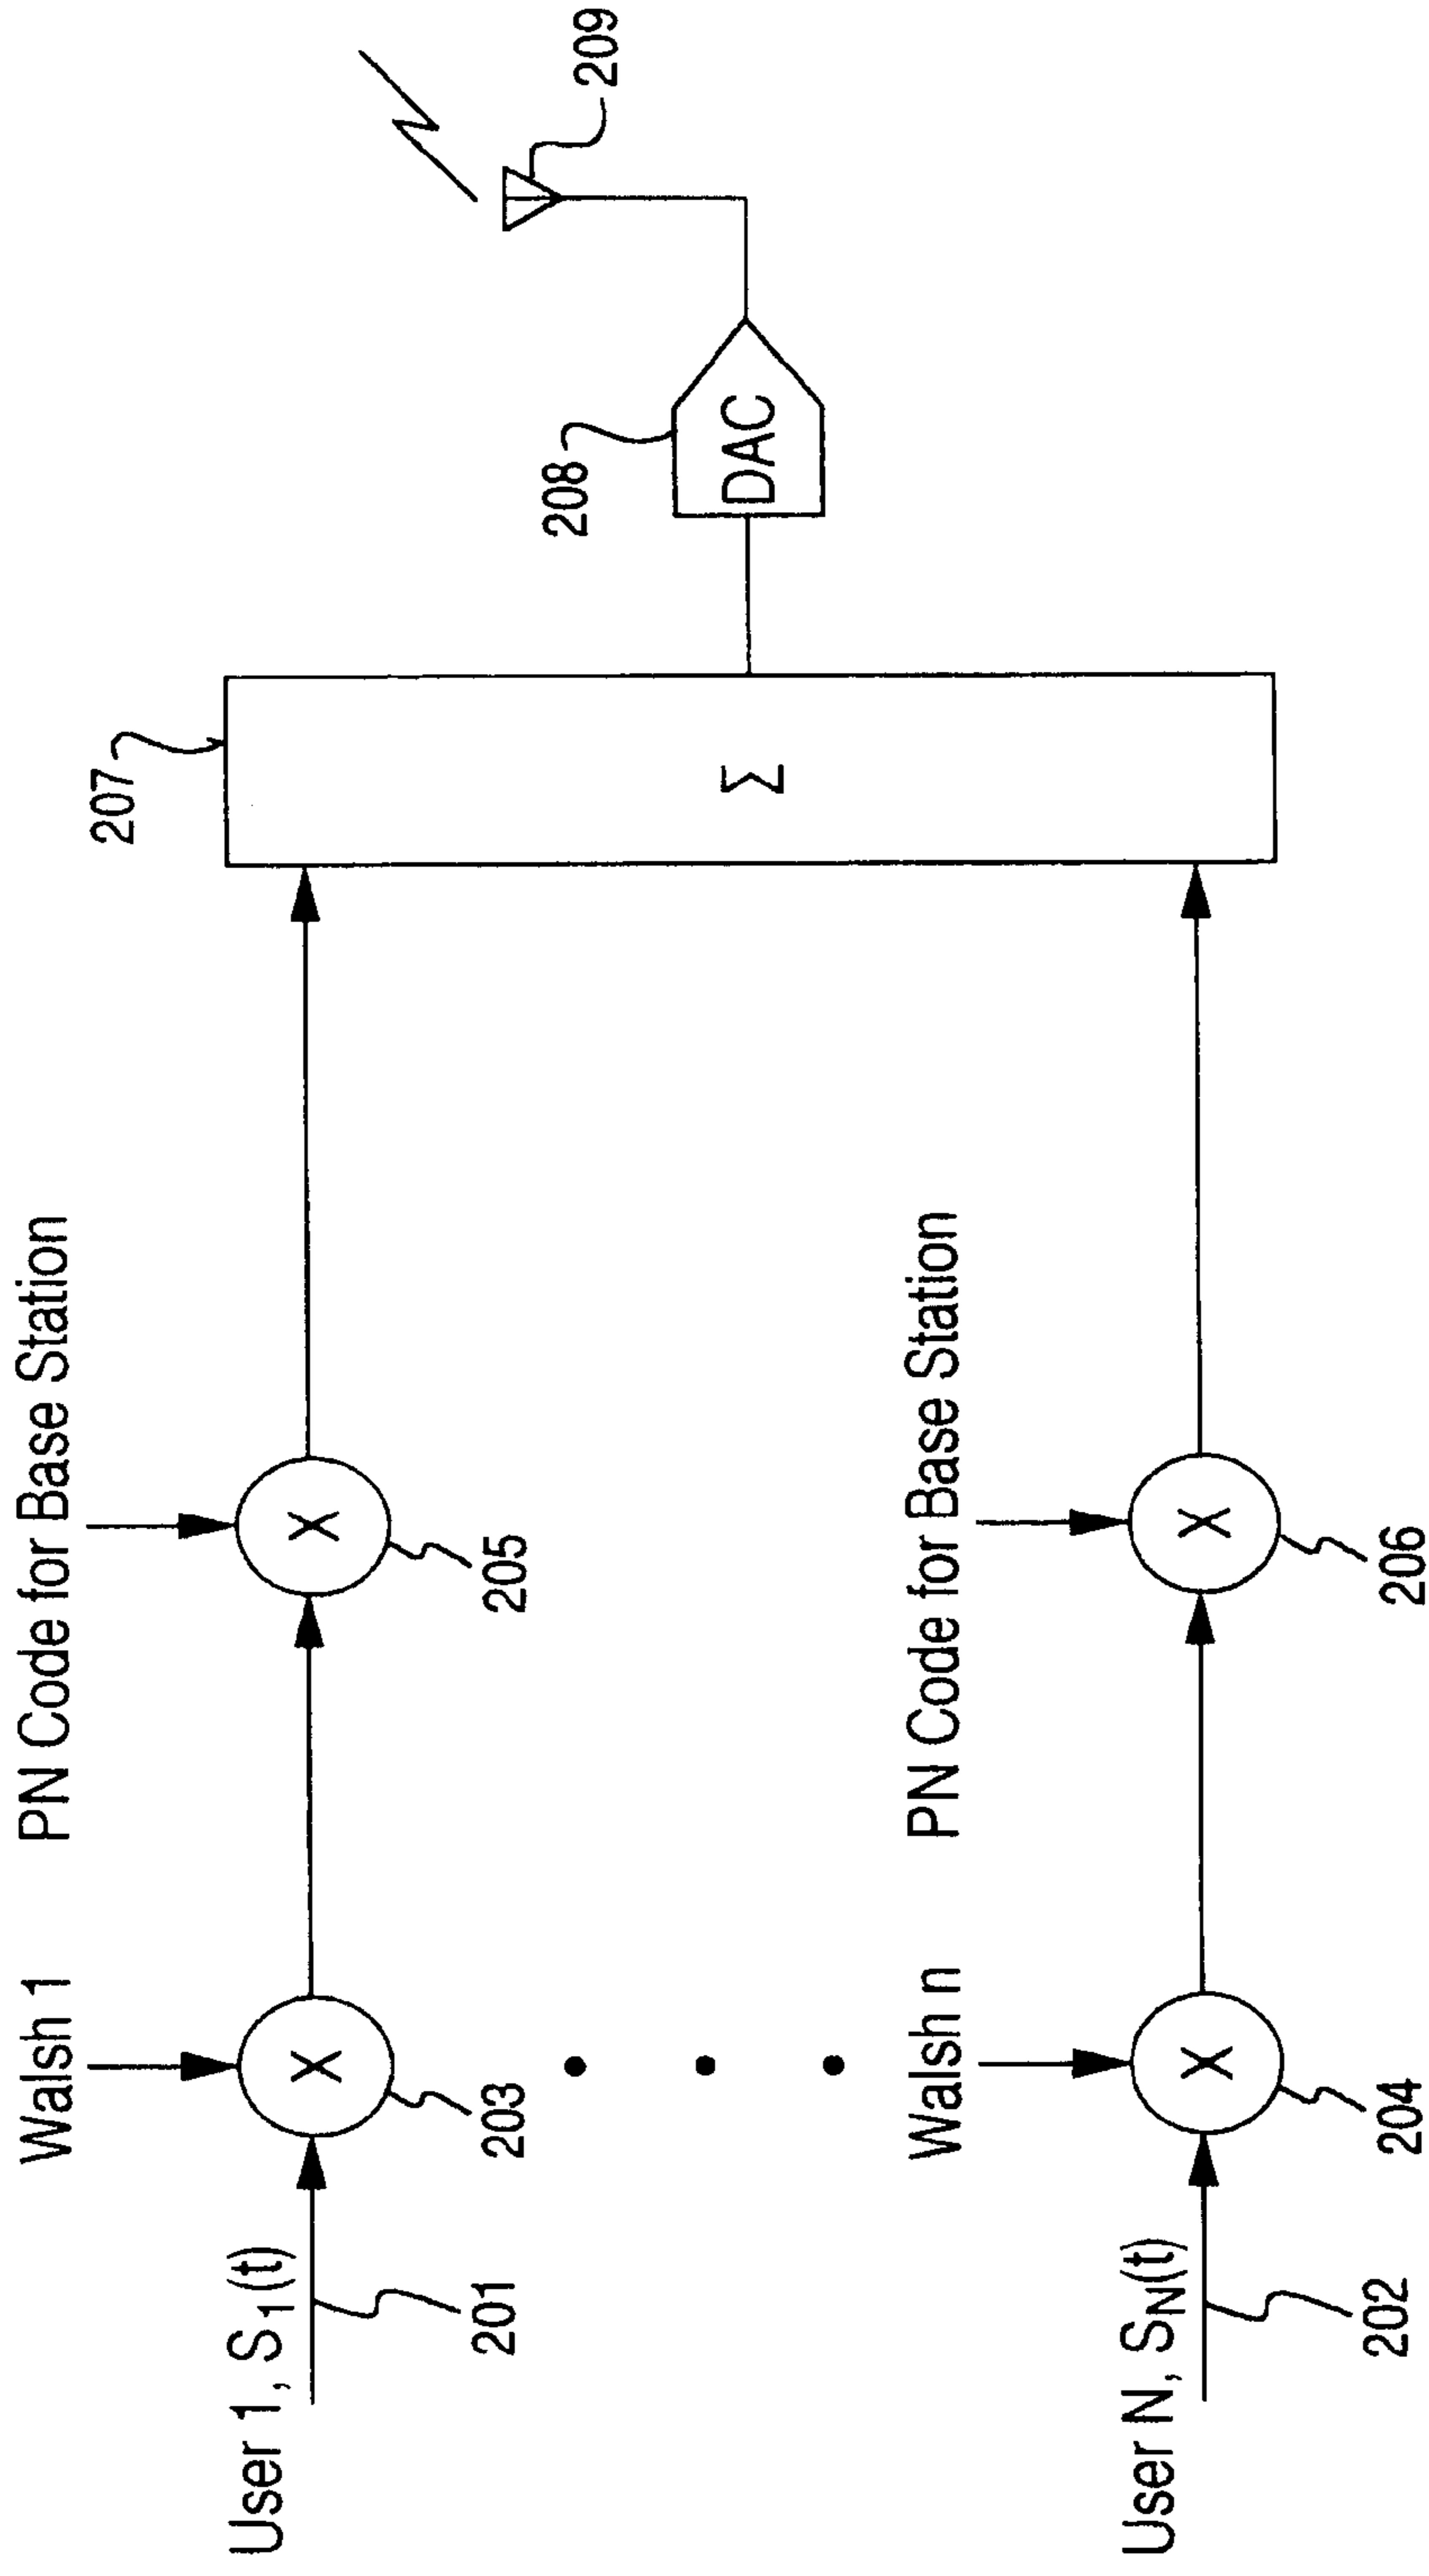 Walsh 1
PN Code for Base Station
User 1, S1(t)
X
X
201
203
205
207
Σ
208
DAC
209
Walsh n
PN Code for Base Station
User N, SN(t)
X
X
202
204
206